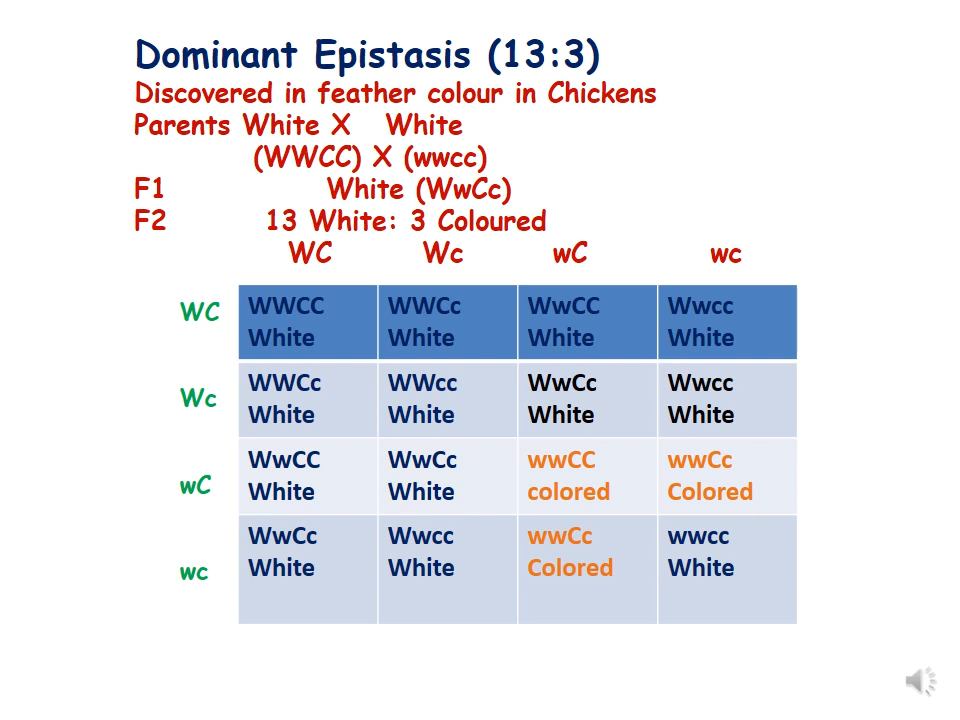 Dominant Epistasis (13:3)
Discovered in feather colour in Chickens
Parents White X White
(WWCC) X (wwcc)
F1 White (WwCc)
F2 13 White: 3 Coloured
WC Wc wC wc
WC WWCC WWCc WwCC Wwcc
White White White White
Wc WWCc WWcc WwCc Wwcc
White White White White
wC WwCC WwCc wwCC wwCc
White White colored Colored
wc WwCc Wwcc wwCc wwcc
White White Colored White